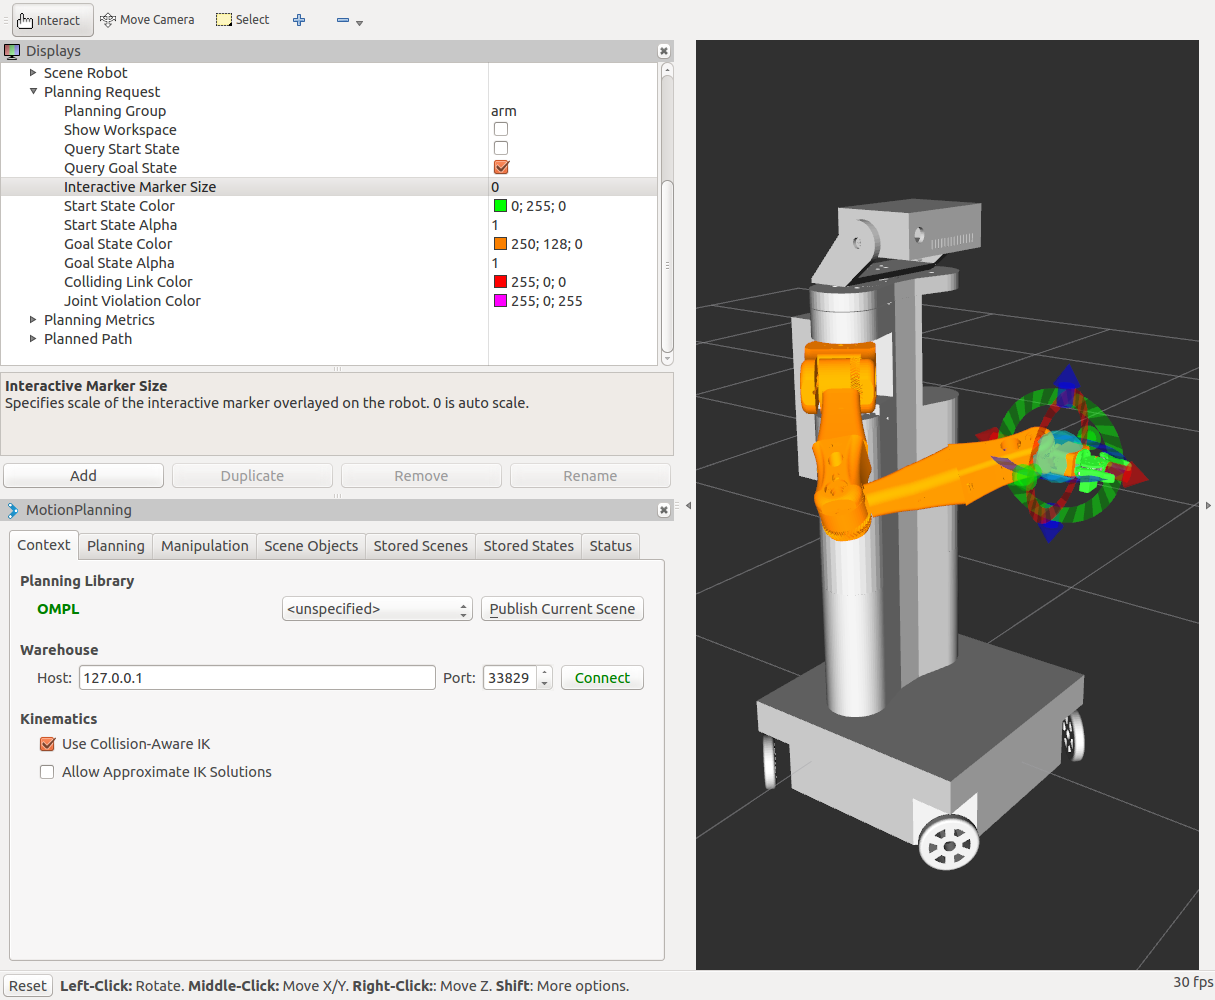 Interact Move Camera Select
Displays
Scene Robot
Planning Request
Planning Group arm
Show Workspace
Query Start State
Query Goal State
Interactive Marker Size 0
Start State Color 0; 255; 0
Start State Alpha 1
Goal State Color 250; 128; 0
Goal State Alpha 1
Colliding Link Color 255; 0; 0
Joint Violation Color 255; 0; 255
Planning Metrics
Planned Path
Interactive Marker Size
Specifies scale of the interactive marker overlayed on the robot. 0 is auto scale.
Add Duplicate Remove Rename
MotionPlanning
Context Planning Manipulation Scene Objects Stored Scenes Stored States Status
Planning Library
OMPL <unspecified> Publish Current Scene
Warehouse
Host: 127.0.0.1 Port: 33829 Connect
Kinematics
Use Collision-Aware IK
Allow Approximate IK Solutions
Reset Left-Click: Rotate. Middle-Click: Move X/Y. Right-Click:: Move Z. Shift: More options. 30 fps